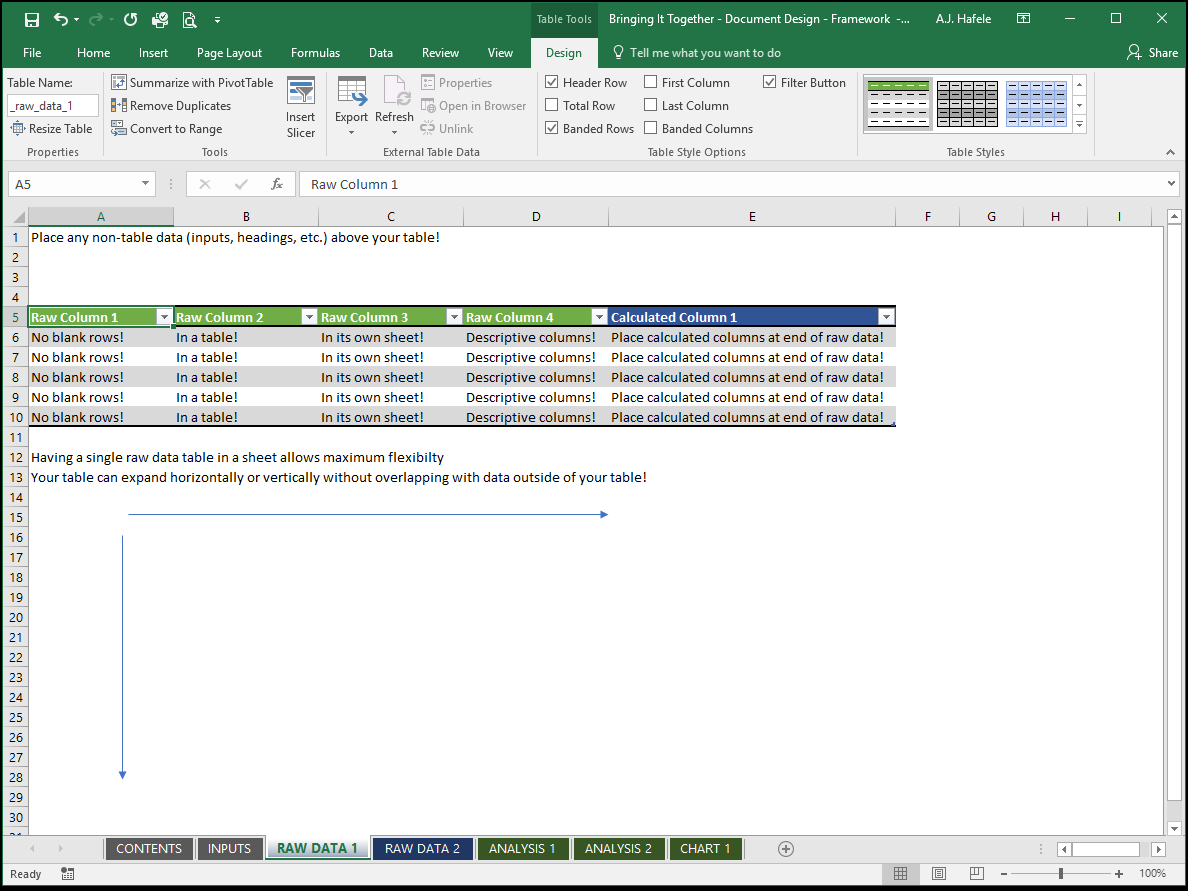 Table Tools Bringing It Together - Document Design - Framework -... A.J. Hafele
File Home Insert Page Layout Formulas Data Review View Design Tell me what you want to do Share
Table Name: Summarize with PivotTable Properties Header Row First Column Filter Button
_raw_data_1 Remove Duplicates Insert Slicer Export Refresh Open in Browser Total Row Last Column
Resize Table Convert to Range Unlink Banded Rows Banded Columns
Properties Tools External Table Data Table Style Options Table Styles
A5 fx Raw Column 1
A B C D E F G H I
1 Place any non-table data (inputs, headings, etc.) above your table!
2
3
4
5 Raw Column 1 Raw Column 2 Raw Column 3 Raw Column 4 Calculated Column 1
6 No blank rows! In a table! In its own sheet! Descriptive columns! Place calculated columns at end of raw data!
7 No blank rows! In a table! In its own sheet! Descriptive columns! Place calculated columns at end of raw data!
8 No blank rows! In a table! In its own sheet! Descriptive columns! Place calculated columns at end of raw data!
9 No blank rows! In a table! In its own sheet! Descriptive columns! Place calculated columns at end of raw data!
10 No blank rows! In a table! In its own sheet! Descriptive columns! Place calculated columns at end of raw data!
11
12 Having a single raw data table in a sheet allows maximum flexibilty
13 Your table can expand horizontally or vertically without overlapping with data outside of your table!
14
15
16
17
18
19
20
21
22
23
24
25
26
27
28
29
30
31
CONTENTS INPUTS RAW DATA 1 RAW DATA 2 ANALYSIS 1 ANALYSIS 2 CHART 1
Ready 100%